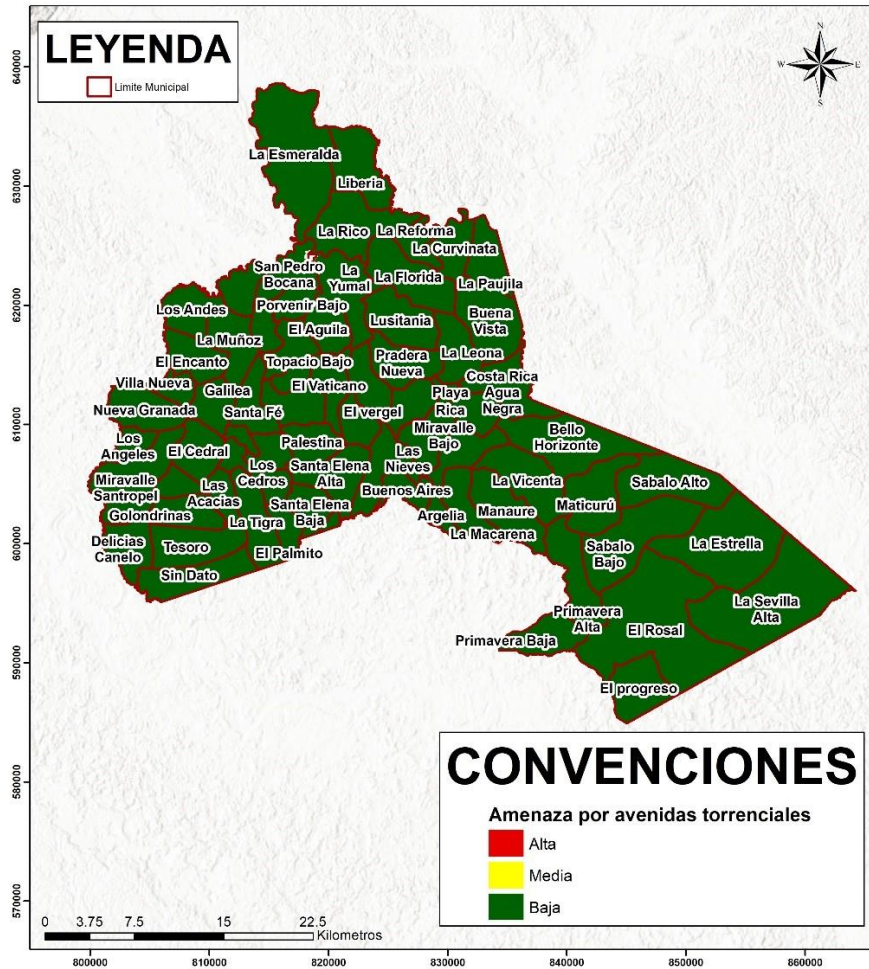 LEYENDA
Limite Municipal
N
W
E
S
640000
630000
620000
610000
600000
590000
580000
570000
La Esmeralda
Liberia
La Rico
La Reforma
La Curvinata
San Pedro
Bocana
La
Yumal
La Florida
La Paujila
Los Andes
Porvenir Bajo
Buena
Vista
El Aguila
Lusitania
La Muñoz
El Encanto
Topacio Bajo
Pradera
Nueva
La Leona
Villa Nueva
Galilea
El Vaticano
Costa Rica
Agua
Negra
Playa
Rica
Nueva Granada
Santa Fé
El vergel
Miravalle
Bajo
Los
Angeles
El Cedral
Palestina
Bello
Horizonte
Las
Nieves
Miravalle
Santropel
Los
Cedros
Santa Elena
Alta
Las
Acacias
La Vicenta
Sabalo Alto
Buenos Aires
Golondrinas
Santa Elena
Baja
Manaure
Maticurú
La Tigra
Argelia
La Macarena
Delicias
Canelo
Tesoro
El Palmito
Sabalo
Bajo
La Estrella
Sin Dato
La Sevilla
Alta
Primavera
Alta
El Rosal
Primavera Baja
El progreso
CONVENCIONES
Amenaza por avenidas torrenciales
Alta
Media
Baja
0 3.75 7.5 15 22.5
Kilometros
800000 810000 820000 830000 840000 850000 860000